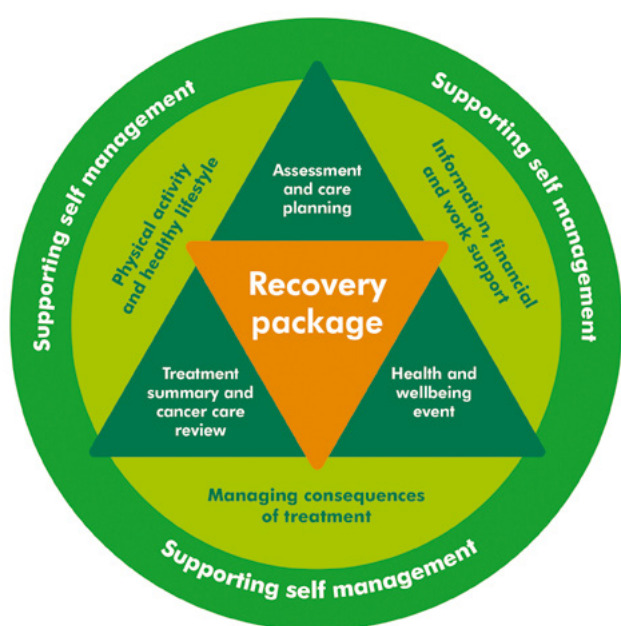 Supporting self management
Supporting self management
Physical activity
and healthy lifestyle
Assessment
and care
planning
Information, financial
and work support
Recovery
package
Treatment
summary and
cancer care
review
Health and
wellbeing
event
Managing consequences
of treatment
Supporting self management